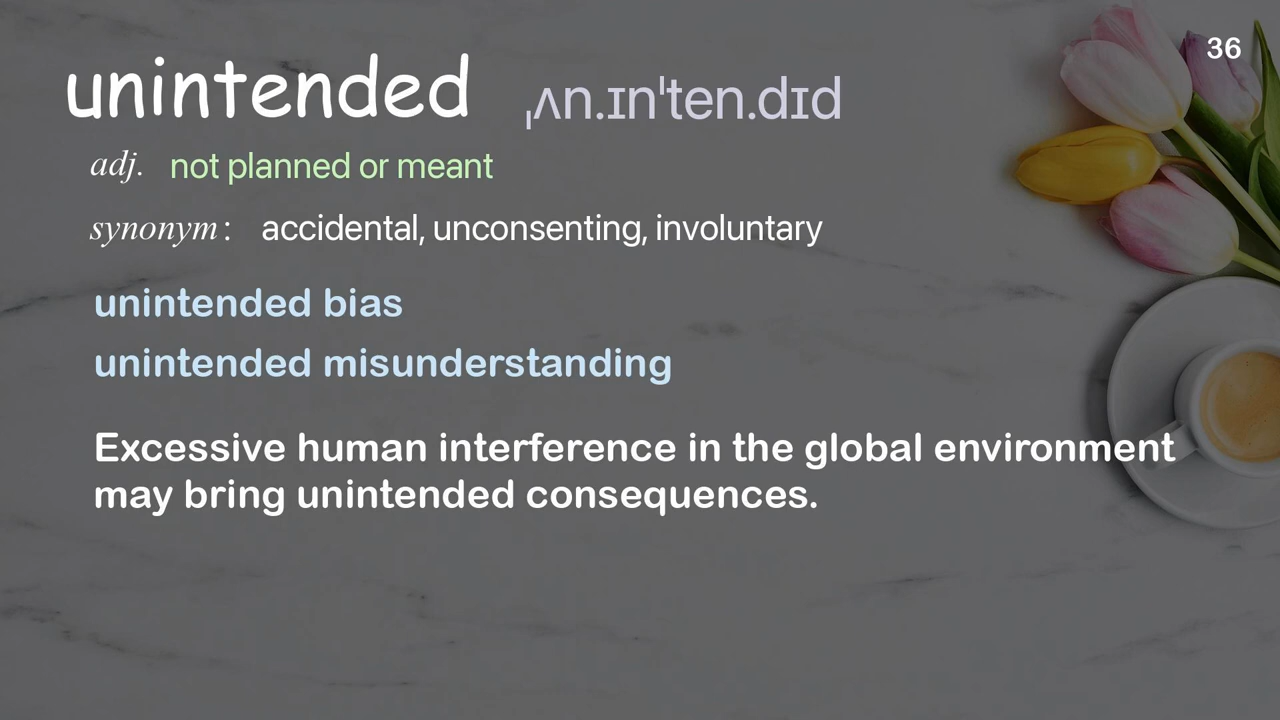 36
unintended ˌʌn.ɪnˈten.dɪd
adj. not planned or meant
synonym: accidental, unconsenting, involuntary
unintended bias
unintended misunderstanding
Excessive human interference in the global environment
may bring unintended consequences.